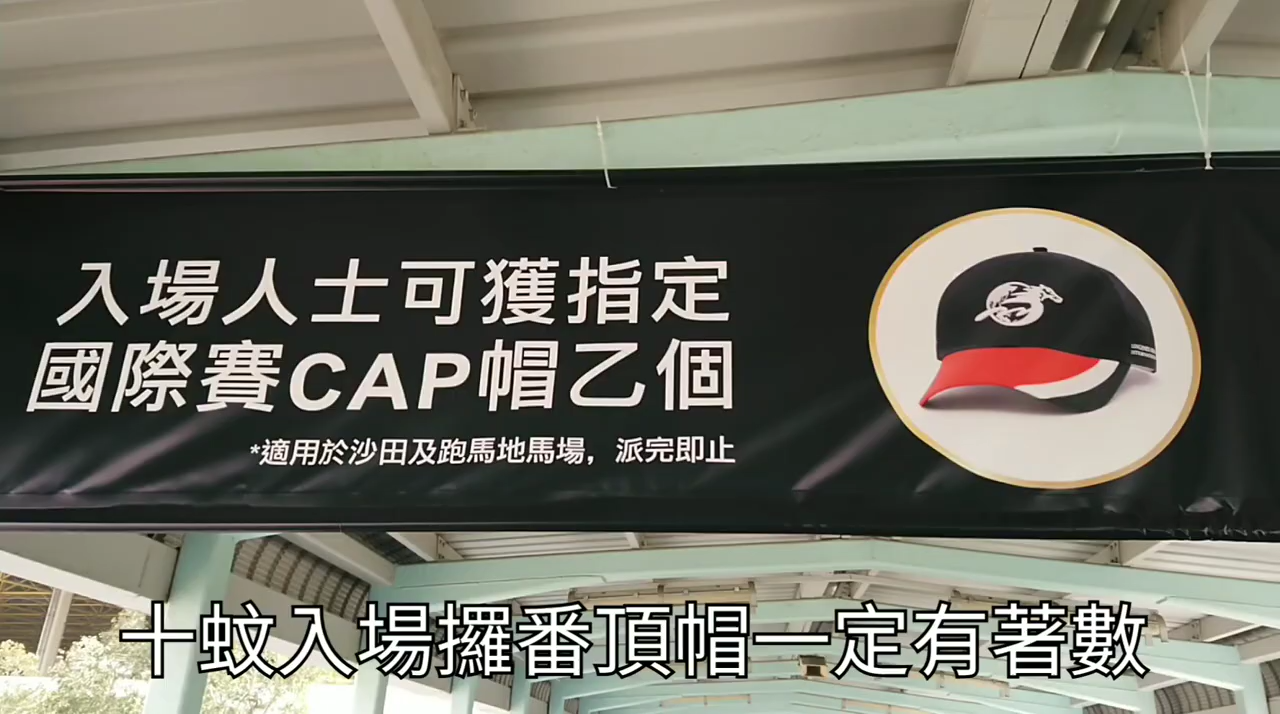 入場人士可獲指定
國際賽CAP帽乙個
*適用於沙田及跑馬地馬場，派完即止
十蚊入場攞番頂帽一定有著數